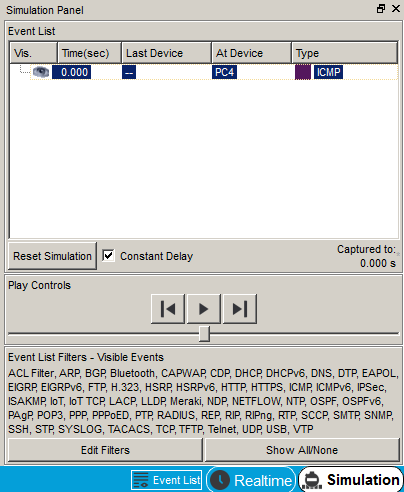 Simulation Panel
Event List
Vis. Time(sec) Last Device At Device Type
0.000 -- PC4 ICMP
Reset Simulation Constant Delay Captured to:
0.000 s
Play Controls
Event List Filters - Visible Events
ACL Filter, ARP, BGP, Bluetooth, CAPWAP, CDP, DHCP, DHCPv6, DNS, DTP, EAPOL,
EIGRP, EIGRPv6, FTP, H.323, HSRP, HSRPv6, HTTP, HTTPS, ICMP, ICMPv6, IPSec,
ISAKMP, IoT, IoT TCP, LACP, LLDP, Meraki, NDP, NETFLOW, NTP, OSPF, OSPFv6,
PAgP, POP3, PPP, PPPoED, PTP, RADIUS, REP, RIP, RIPng, RTP, SCCP, SMTP, SNMP,
SSH, STP, SYSLOG, TACACS, TCP, TFTP, Telnet, UDP, USB, VTP
Edit Filters Show All/None
Event List Realtime Simulation